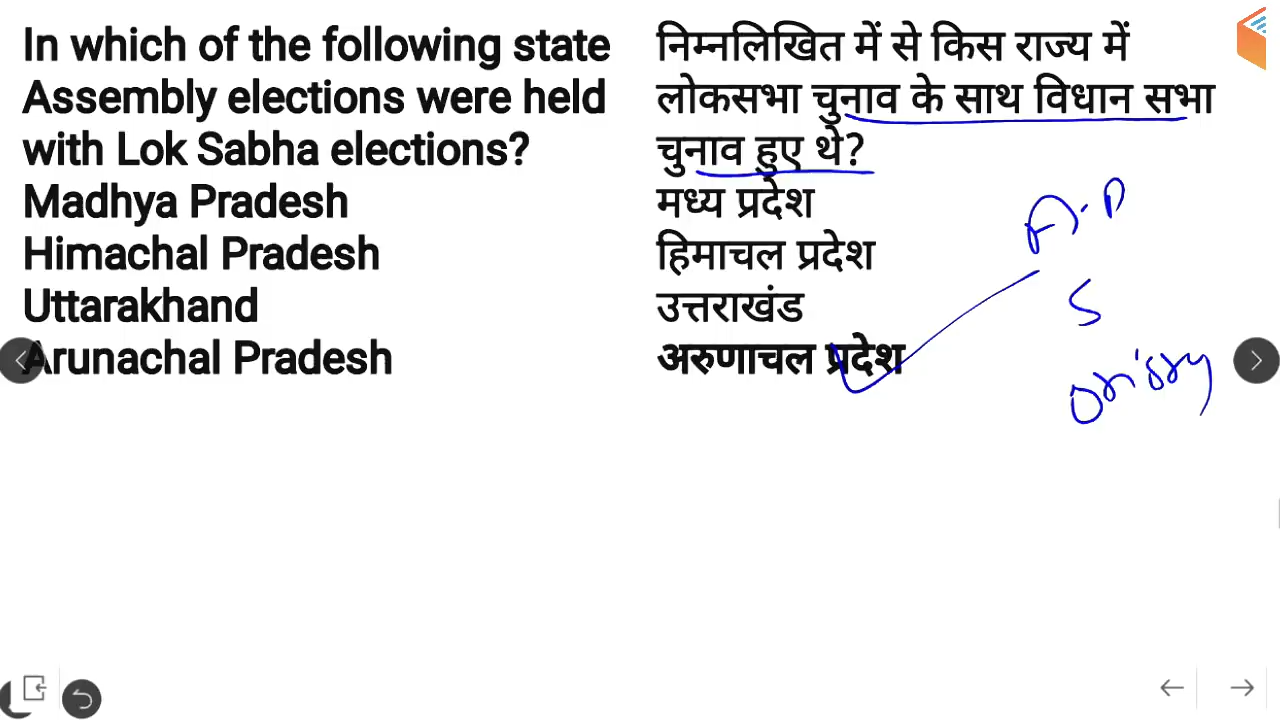 In which of the following state
Assembly elections were held
with Lok Sabha elections?
Madhya Pradesh
Himachal Pradesh
Uttarakhand
Arunachal Pradesh
निम्नलिखित में से किस राज्य में
लोकसभा चुनाव के साथ विधान सभा
चुनाव हुए थे?
मध्य प्रदेश
हिमाचल प्रदेश
उत्तराखंड
अरुणाचल प्रदेश
A.P
S